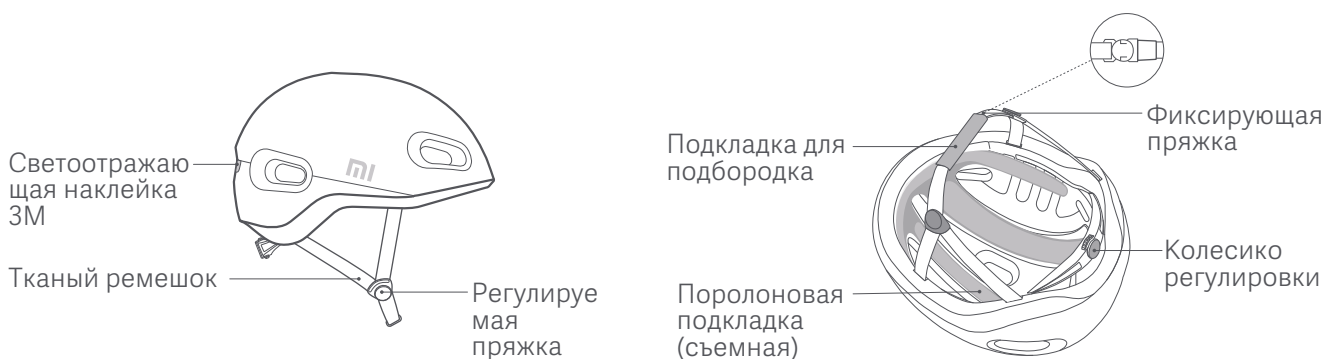 Светоотражаю
щая наклейка
3М
Тканый ремешок
mi
Регулируе
мая
пряжка
Подкладка для
подбородка
Поролоновая
подкладка
(съемная)
Фиксирующая
пряжка
Колесико
регулировки